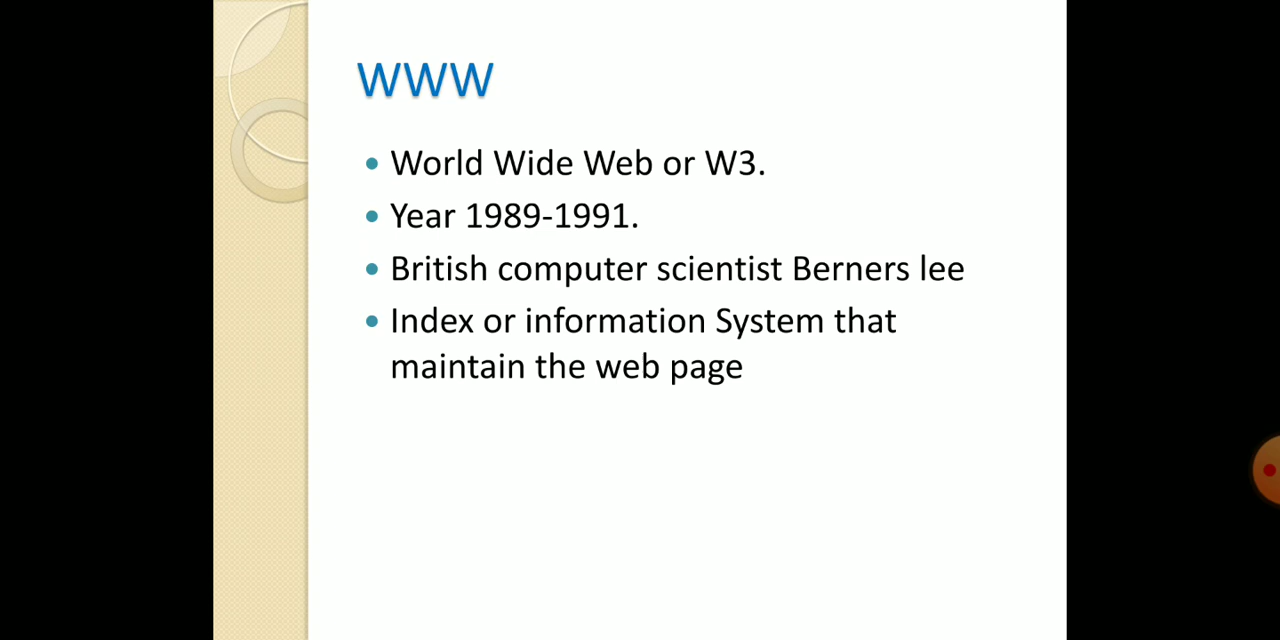 WWW
World Wide Web or W3.
Year 1989-1991.
British computer scientist Berners lee
Index or information System that
maintain the web page